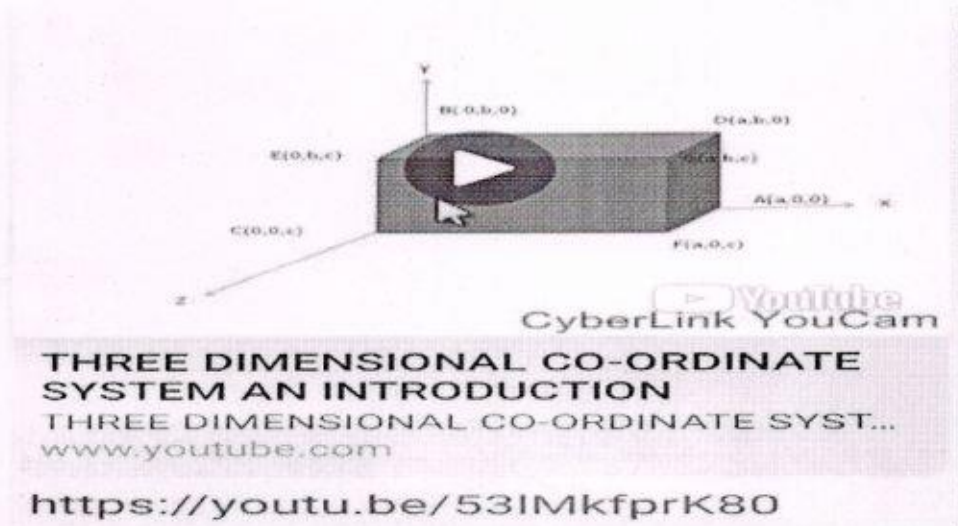 Y
B( 0,b,0)
D(a,b,0)
E(0,b,c)
A(a,0,0)
X
C(0,0,c)
F(a,0,c)
Z
YouTube
CyberLink YouCam
THREE DIMENSIONAL CO-ORDINATE
SYSTEM AN INTRODUCTION
THREE DIMENSIONAL CO-ORDINATE SYST...
www.youtube.com
https://youtu.be/53IMkfprK80